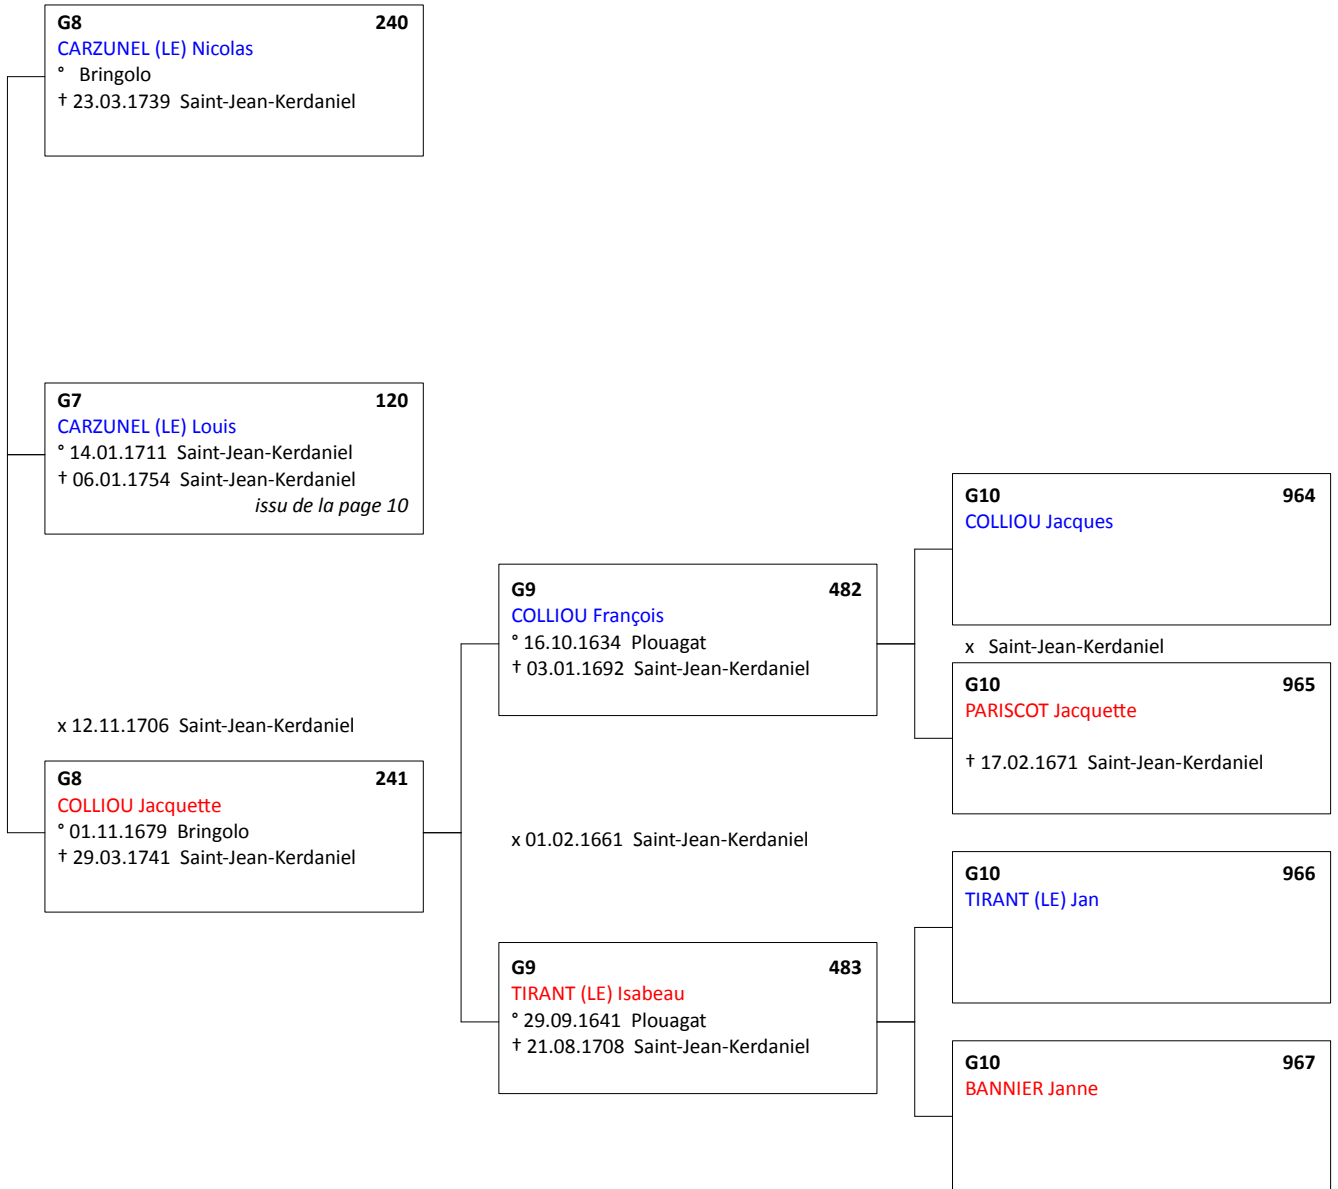 G8 240
CARZUNEL (LE) Nicolas
° Bringolo
† 23.03.1739 Saint-Jean-Kerdaniel
G7 120
CARZUNEL (LE) Louis
° 14.01.1711 Saint-Jean-Kerdaniel
† 06.01.1754 Saint-Jean-Kerdaniel
issu de la page 10
x 12.11.1706 Saint-Jean-Kerdaniel
G8 241
COLLIOU Jacquette
° 01.11.1679 Bringolo
† 29.03.1741 Saint-Jean-Kerdaniel
G9 482
COLLIOU François
° 16.10.1634 Plouagat
† 03.01.1692 Saint-Jean-Kerdaniel
x 01.02.1661 Saint-Jean-Kerdaniel
G9 483
TIRANT (LE) Isabeau
° 29.09.1641 Plouagat
† 21.08.1708 Saint-Jean-Kerdaniel
G10 964
COLLIOU Jacques
x Saint-Jean-Kerdaniel
G10 965
PARISCOT Jacquette
† 17.02.1671 Saint-Jean-Kerdaniel
G10 966
TIRANT (LE) Jan
G10 967
BANNIER Janne